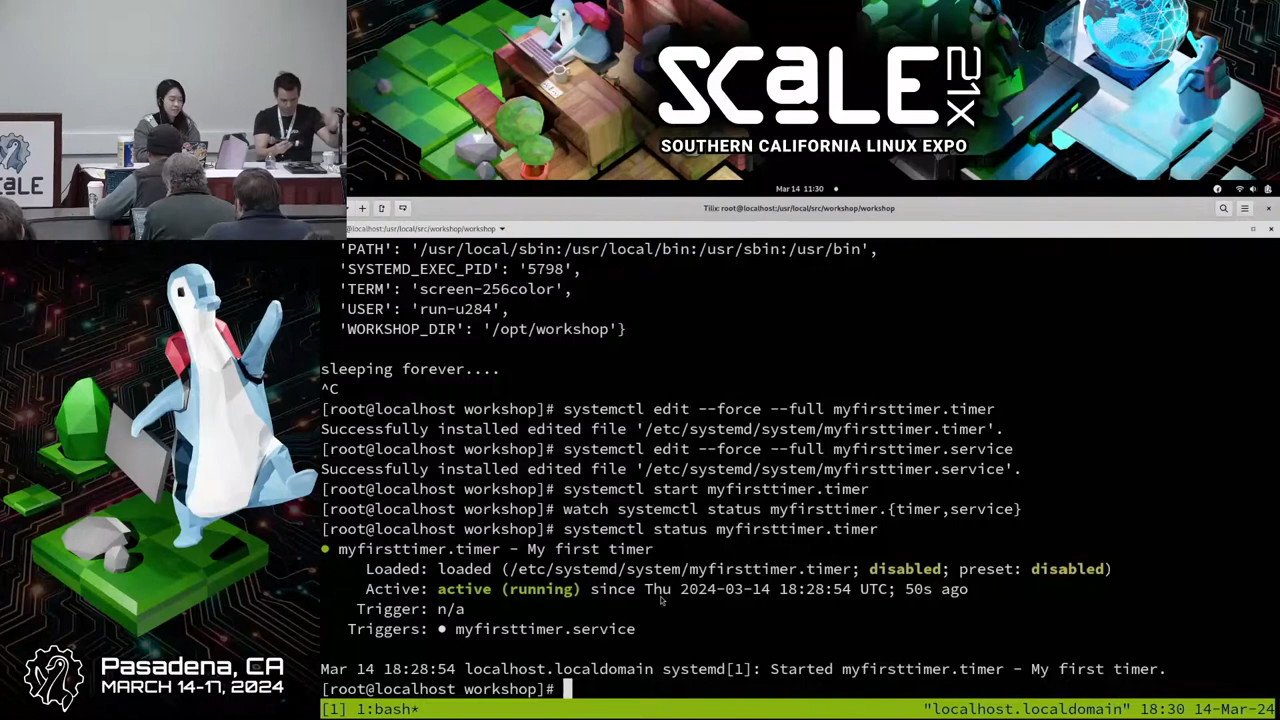 SCALE 21X
SOUTHERN CALIFORNIA LINUX EXPO
SCALE
Mar 14 11:30
Tilix: root@localhost:/usr/local/src/workshop/workshop
root@localhost:/usr/local/src/workshop/workshop
'PATH': '/usr/local/sbin:/usr/local/bin:/usr/sbin:/usr/bin',
'SYSTEMD_EXEC_PID': '5798',
'TERM': 'screen-256color',
'USER': 'run-u284',
'WORKSHOP_DIR': '/opt/workshop'}
sleeping forever....
^C
[root@localhost workshop]# systemctl edit --force --full myfirsttimer.timer
Successfully installed edited file '/etc/systemd/system/myfirsttimer.timer'.
[root@localhost workshop]# systemctl edit --force --full myfirsttimer.service
Successfully installed edited file '/etc/systemd/system/myfirsttimer.service'.
[root@localhost workshop]# systemctl start myfirsttimer.timer
[root@localhost workshop]# watch systemctl status myfirsttimer.{timer,service}
[root@localhost workshop]# systemctl status myfirsttimer.timer
● myfirsttimer.timer - My first timer
Loaded: loaded (/etc/systemd/system/myfirsttimer.timer; disabled; preset: disabled)
Active: active (running) since Thu 2024-03-14 18:28:54 UTC; 50s ago
Trigger: n/a
Triggers: ● myfirsttimer.service
Mar 14 18:28:54 localhost.localdomain systemd[1]: Started myfirsttimer.timer - My first timer.
[root@localhost workshop]#
[1] 1:bash* "localhost.localdomain" 18:30 14-Mar-24
Pasadena, CA
MARCH 14-17, 2024